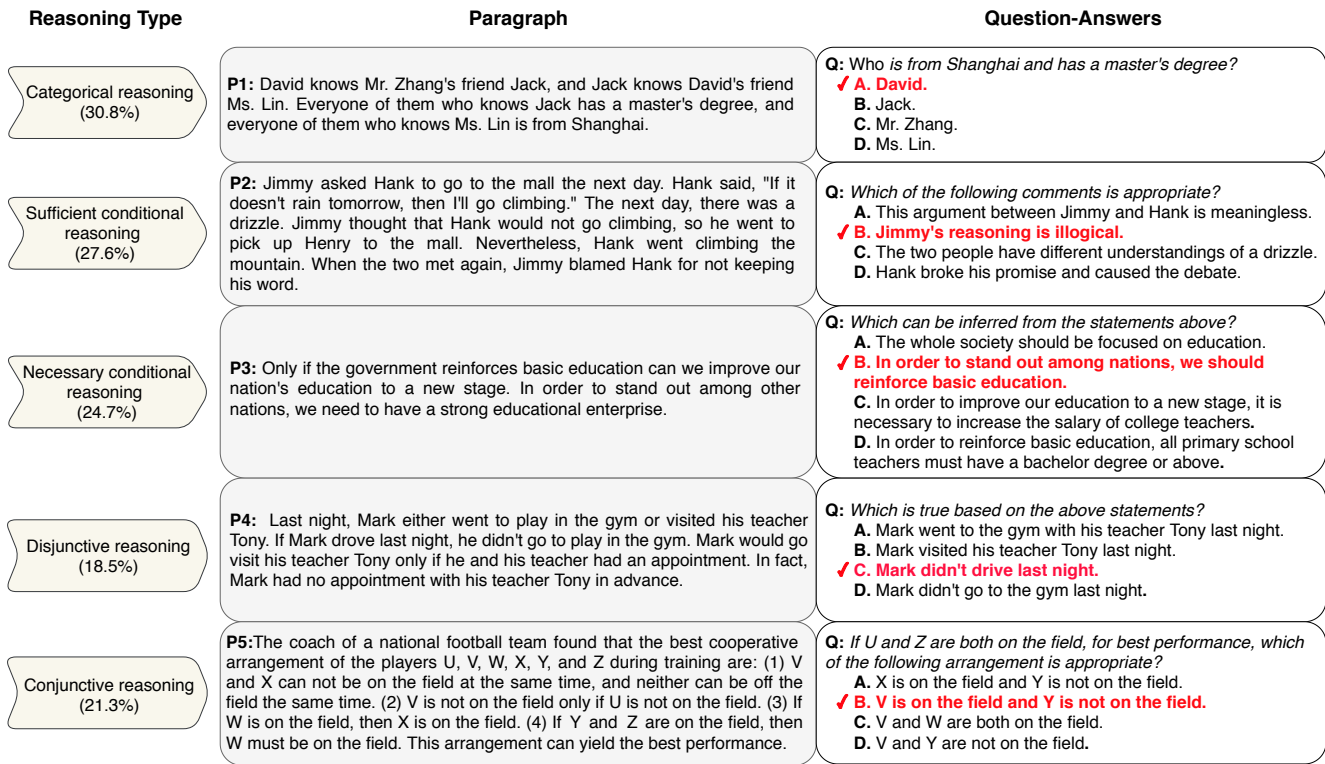 Reasoning Type
Paragraph
Question-Answers
Categorical reasoning
(30.8%)
P1: David knows Mr. Zhang's friend Jack, and Jack knows David's friend
Ms. Lin. Everyone of them who knows Jack has a master's degree, and
everyone of them who knows Ms. Lin is from Shanghai.
Q: Who is from Shanghai and has a master's degree?
✓ A. David.
B. Jack.
C. Mr. Zhang.
D. Ms. Lin.
Sufficient conditional
reasoning
(27.6%)
P2: Jimmy asked Hank to go to the mall the next day. Hank said, "If it
doesn't rain tomorrow, then I'll go climbing." The next day, there was a
drizzle. Jimmy thought that Hank would not go climbing, so he went to
pick up Henry to the mall. Nevertheless, Hank went climbing the
mountain. When the two met again, Jimmy blamed Hank for not keeping
his word.
Q: Which of the following comments is appropriate?
A. This argument between Jimmy and Hank is meaningless.
✓ B. Jimmy's reasoning is illogical.
C. The two people have different understandings of a drizzle.
D. Hank broke his promise and caused the debate.
Necessary conditional
reasoning
(24.7%)
P3: Only if the government reinforces basic education can we improve our
nation's education to a new stage. In order to stand out among other
nations, we need to have a strong educational enterprise.
Q: Which can be inferred from the statements above?
A. The whole society should be focused on education.
✓ B. In order to stand out among nations, we should
reinforce basic education.
C. In order to improve our education to a new stage, it is
necessary to increase the salary of college teachers.
D. In order to reinforce basic education, all primary school
teachers must have a bachelor degree or above.
Disjunctive reasoning
(18.5%)
P4: Last night, Mark either went to play in the gym or visited his teacher
Tony. If Mark drove last night, he didn't go to play in the gym. Mark would go
visit his teacher Tony only if he and his teacher had an appointment. In fact,
Mark had no appointment with his teacher Tony in advance.
Q: Which is true based on the above statements?
A. Mark went to the gym with his teacher Tony last night.
B. Mark visited his teacher Tony last night.
✓ C. Mark didn't drive last night.
D. Mark didn't go to the gym last night.
Conjunctive reasoning
(21.3%)
P5:The coach of a national football team found that the best cooperative
arrangement of the players U, V, W, X, Y, and Z during training are: (1) V
and X can not be on the field at the same time, and neither can be off the
field the same time. (2) V is not on the field only if U is not on the field. (3) If
W is on the field, then X is on the field. (4) If Y and Z are on the field, then
W must be on the field. This arrangement can yield the best performance.
Q: If U and Z are both on the field, for best performance, which
of the following arrangement is appropriate?
A. X is on the field and Y is not on the field.
✓ B. V is on the field and Y is not on the field.
C. V and W are both on the field.
D. V and Y are not on the field.